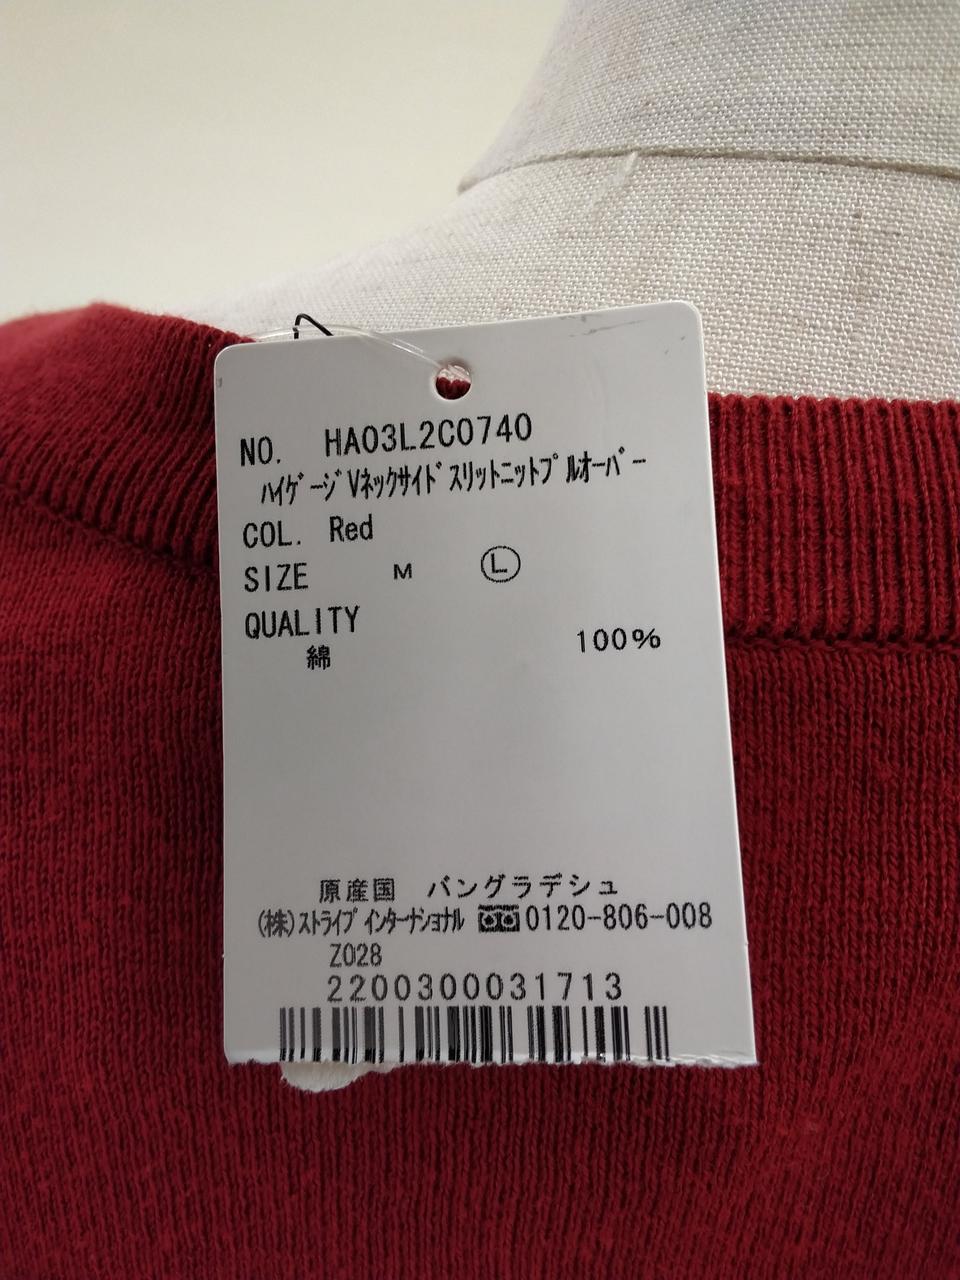 NO. HA03L2C0740
ﾊｲｹﾞｰｼﾞVﾈｯｸｻｲﾄﾞｽﾘｯﾄﾆｯﾄﾌﾟﾙｵｰﾊﾞｰ
COL. Red
SIZE M Ⓛ
QUALITY
綿 100%
原産国 バングラデシュ
(株)ｽﾄﾗｲﾌﾟｲﾝﾀｰﾅｼｮﾅﾙ 0120-806-008
Z028
2200300031713